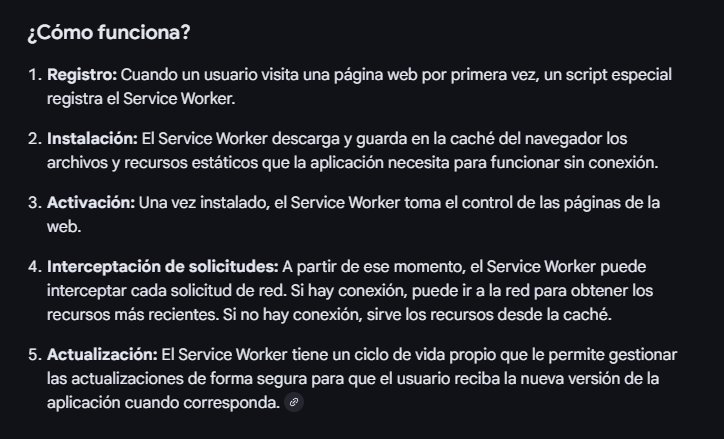 ¿Cómo funciona?
1. Registro: Cuando un usuario visita una página web por primera vez, un script especial
registra el Service Worker.
2. Instalación: El Service Worker descarga y guarda en la caché del navegador los
archivos y recursos estáticos que la aplicación necesita para funcionar sin conexión.
3. Activación: Una vez instalado, el Service Worker toma el control de las páginas de la
web.
4. Interceptación de solicitudes: A partir de ese momento, el Service Worker puede
interceptar cada solicitud de red. Si hay conexión, puede ir a la red para obtener los
recursos más recientes. Si no hay conexión, sirve los recursos desde la caché.
5. Actualización: El Service Worker tiene un ciclo de vida propio que le permite gestionar
las actualizaciones de forma segura para que el usuario reciba la nueva versión de la
aplicación cuando corresponda.